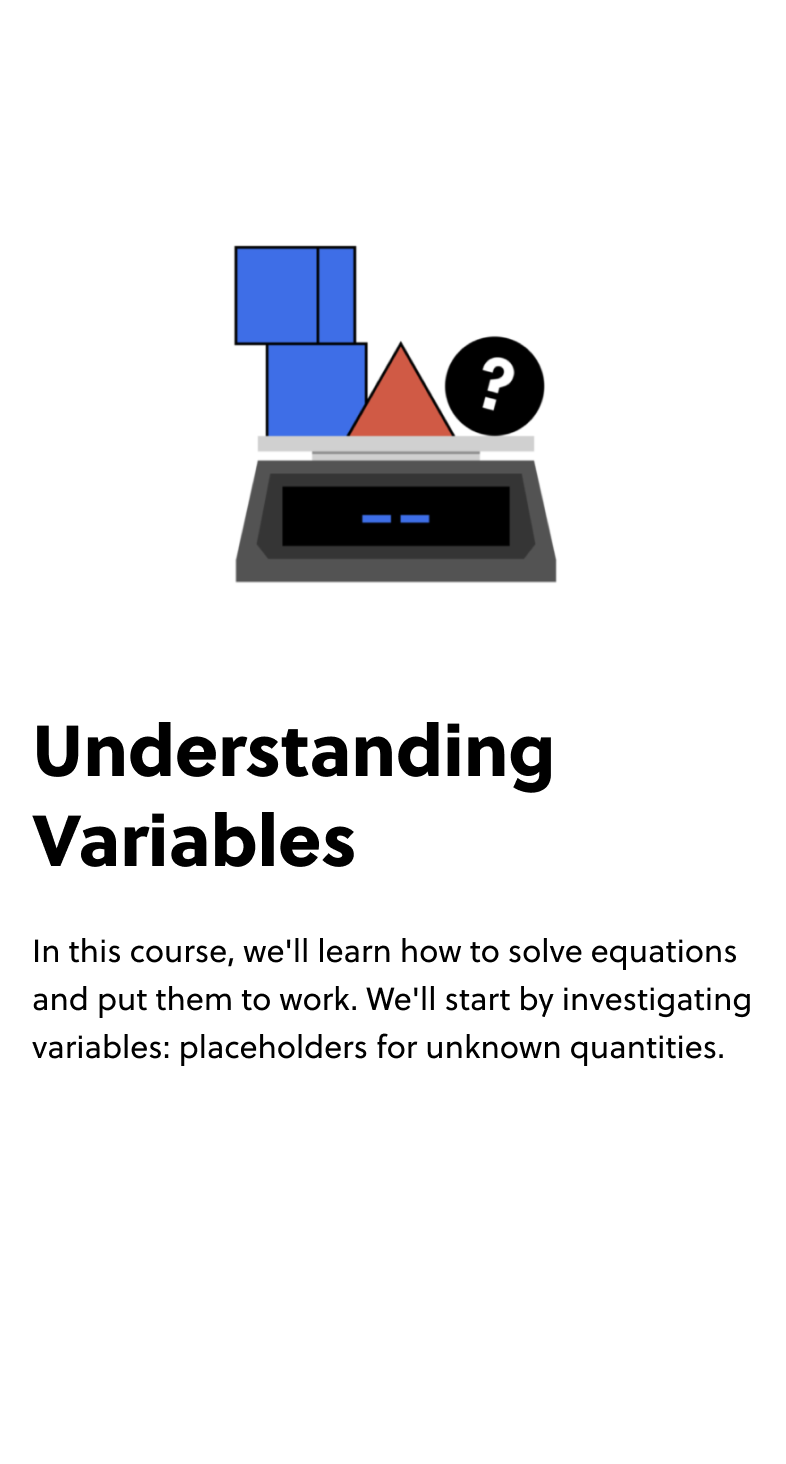 ?
Understanding
Variables
In this course, we'll learn how to solve equations
and put them to work. We'll start by investigating
variables: placeholders for unknown quantities.